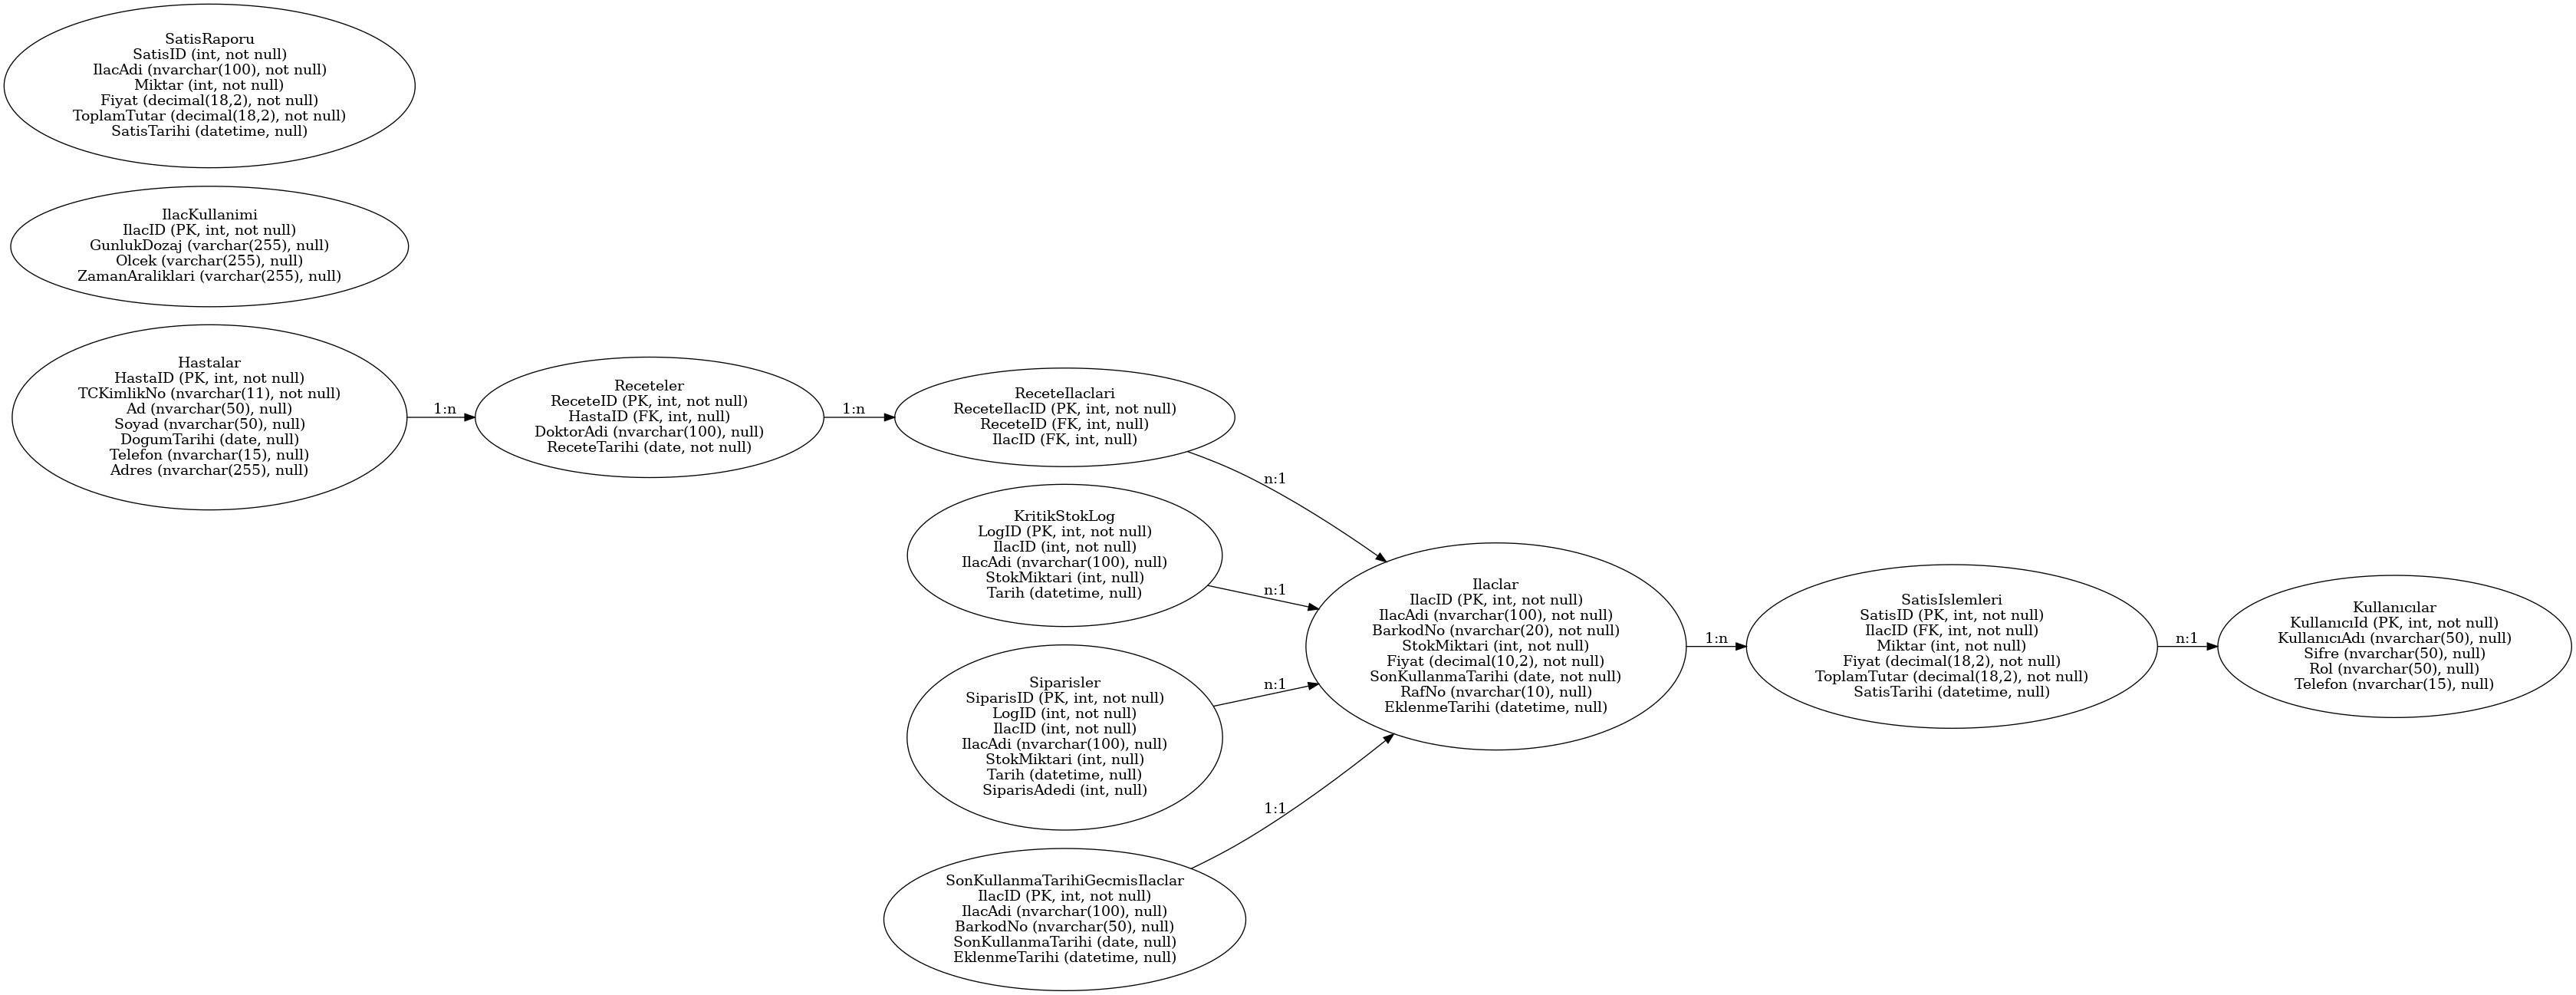 SatisRaporu
SatisID (int, not null)
IlacAdi (nvarchar(100), not null)
Miktar (int, not null)
Fiyat (decimal(18,2), not null)
ToplamTutar (decimal(18,2), not null)
SatisTarihi (datetime, null)
IlacKullanimi
IlacID (PK, int, not null)
GunlukDozaj (varchar(255), null)
Olcek (varchar(255), null)
ZamanAraliklari (varchar(255), null)
Hastalar
HastaID (PK, int, not null)
TCKimlikNo (nvarchar(11), not null)
Ad (nvarchar(50), null)
Soyad (nvarchar(50), null)
DogumTarihi (date, null)
Telefon (nvarchar(15), null)
Adres (nvarchar(255), null)
1:n
Receteler
ReceteID (PK, int, not null)
HastaID (FK, int, null)
DoktorAdi (nvarchar(100), null)
ReceteTarihi (date, not null)
1:n
ReceteIlaclari
ReceteIlacID (PK, int, not null)
ReceteID (FK, int, null)
IlacID (FK, int, null)
n:1
KritikStokLog
LogID (PK, int, not null)
IlacID (int, not null)
IlacAdi (nvarchar(100), null)
StokMiktari (int, null)
Tarih (datetime, null)
n:1
Siparisler
SiparisID (PK, int, not null)
LogID (int, not null)
IlacID (int, not null)
IlacAdi (nvarchar(100), null)
StokMiktari (int, null)
Tarih (datetime, null)
SiparisAdedi (int, null)
n:1
SonKullanmaTarihiGecmisIlaclar
IlacID (PK, int, not null)
IlacAdi (nvarchar(100), null)
BarkodNo (nvarchar(50), null)
SonKullanmaTarihi (date, null)
EklenmeTarihi (datetime, null)
1:1
Ilaclar
IlacID (PK, int, not null)
IlacAdi (nvarchar(100), not null)
BarkodNo (nvarchar(20), not null)
StokMiktari (int, not null)
Fiyat (decimal(10,2), not null)
SonKullanmaTarihi (date, not null)
RafNo (nvarchar(10), null)
EklenmeTarihi (datetime, null)
1:n
SatisIslemleri
SatisID (PK, int, not null)
IlacID (FK, int, not null)
Miktar (int, not null)
Fiyat (decimal(18,2), not null)
ToplamTutar (decimal(18,2), not null)
SatisTarihi (datetime, null)
n:1
Kullanıcılar
KullanıcıId (PK, int, not null)
KullanıcıAdı (nvarchar(50), null)
Sifre (nvarchar(50), null)
Rol (nvarchar(50), null)
Telefon (nvarchar(15), null)